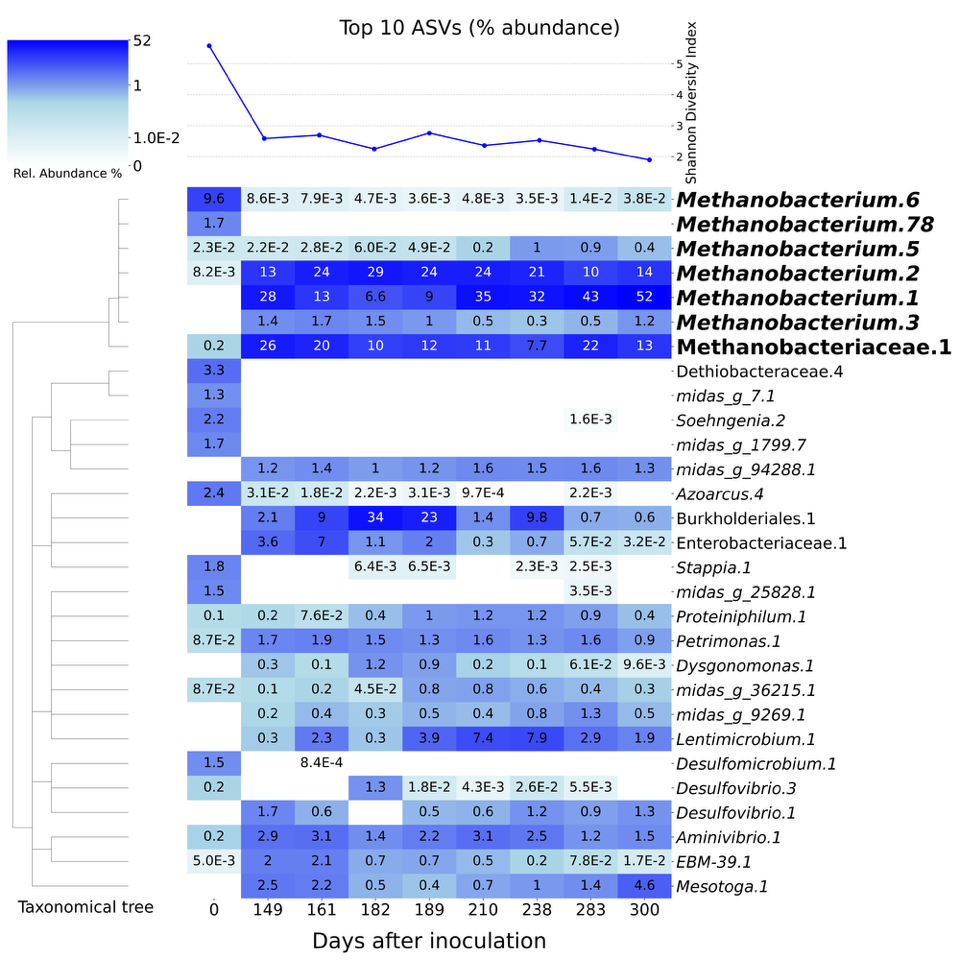 Top 10 ASVs (% abundance)
52
1
1.0E-2
0
Rel. Abundance %
5
4
3
2
Shannon Diversity Index
9.6 8.6E-3 7.9E-3 4.7E-3 3.6E-3 4.8E-3 3.5E-3 1.4E-2 3.8E-2 Methanobacterium.6
1.7 Methanobacterium.78
2.3E-2 2.2E-2 2.8E-2 6.0E-2 4.9E-2 0.2 1 0.9 0.4 Methanobacterium.5
8.2E-3 13 24 29 24 24 21 10 14 Methanobacterium.2
28 13 6.6 9 35 32 43 52 Methanobacterium.1
1.4 1.7 1.5 1 0.5 0.3 0.5 1.2 Methanobacterium.3
0.2 26 20 10 12 11 7.7 22 13 Methanobacteriaceae.1
3.3 Dethiobacteraceae.4
1.3 midas_g_7.1
2.2 1.6E-3 Soehngenia.2
1.7 midas_g_1799.7
1.2 1.4 1 1.2 1.6 1.5 1.6 1.3 midas_g_94288.1
2.4 3.1E-2 1.8E-2 2.2E-3 3.1E-3 9.7E-4 2.2E-3 Azoarcus.4
2.1 9 34 23 1.4 9.8 0.7 0.6 Burkholderiales.1
3.6 7 1.1 2 0.3 0.7 5.7E-2 3.2E-2 Enterobacteriaceae.1
1.8 6.4E-3 6.5E-3 2.3E-3 2.5E-3 Stappia.1
1.5 3.5E-3 midas_g_25828.1
0.1 0.2 7.6E-2 0.4 1 1.2 1.2 0.9 0.4 Proteiniphilum.1
8.7E-2 1.7 1.9 1.5 1.3 1.6 1.3 1.6 0.9 Petrimonas.1
0.3 0.1 1.2 0.9 0.2 0.1 6.1E-2 9.6E-3 Dysgonomonas.1
8.7E-2 0.1 0.2 4.5E-2 0.8 0.8 0.6 0.4 0.3 midas_g_36215.1
0.2 0.4 0.3 0.5 0.4 0.8 1.3 0.5 midas_g_9269.1
0.3 2.3 0.3 3.9 7.4 7.9 2.9 1.9 Lentimicrobium.1
1.5 8.4E-4 Desulfomicrobium.1
0.2 1.3 1.8E-2 4.3E-3 2.6E-2 5.5E-3 Desulfovibrio.3
1.7 0.6 0.5 0.6 1.2 0.9 1.3 Desulfovibrio.1
0.2 2.9 3.1 1.4 2.2 3.1 2.5 1.2 1.5 Aminivibrio.1
5.0E-3 2 2.1 0.7 0.7 0.5 0.2 7.8E-2 1.7E-2 EBM-39.1
2.5 2.2 0.5 0.4 0.7 1 1.4 4.6 Mesotoga.1
Taxonomical tree 0 149 161 182 189 210 238 283 300
Days after inoculation